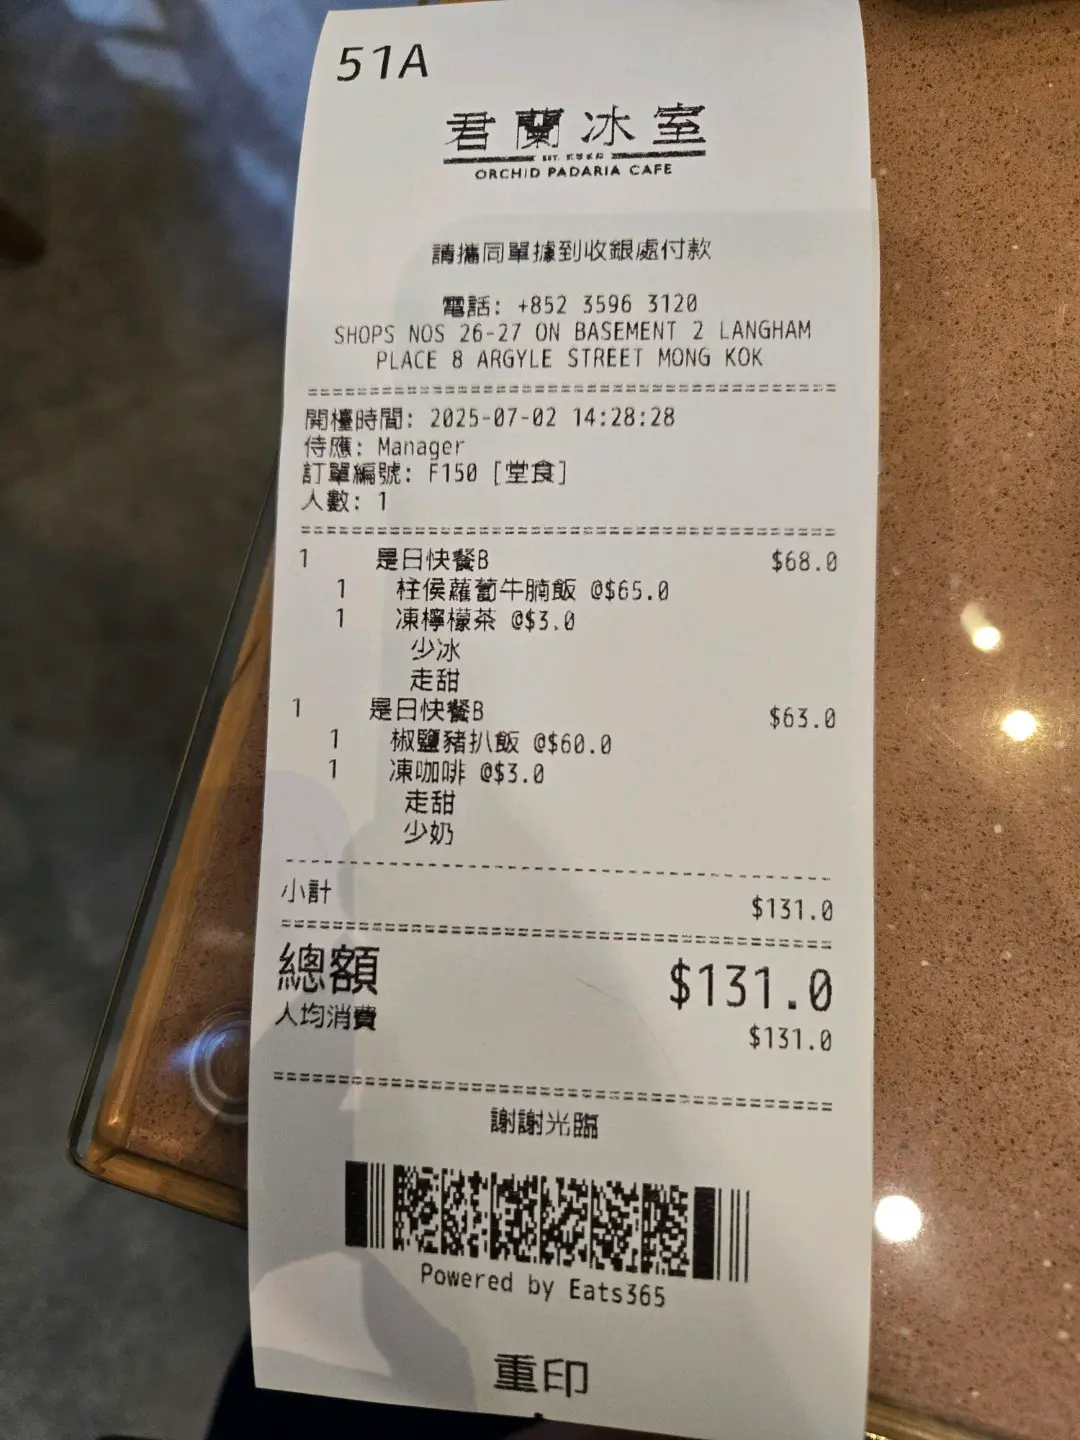 51A
君蘭冰室
ORCHID PADARIA CAFE
請攜同單據到收銀處付款
電話: +852 3596 3120
SHOPS NOS 26-27 ON BASEMENT 2 LANGHAM
PLACE 8 ARGYLE STREET MONG KOK
開檯時間: 2025-07-02 14:28:28
侍應: Manager
訂單編號: F150 [堂食]
人數: 1
1 是日快餐B $68.0
1 柱侯蘿蔔牛腩飯 @$65.0
1 凍檸檬茶 @$3.0
少冰
走甜
1 是日快餐B $63.0
1 椒鹽豬扒飯 @$60.0
1 凍咖啡 @$3.0
走甜
少奶
小計 $131.0
總額 $131.0
人均消費 $131.0
謝謝光臨
Powered by Eats365
重印